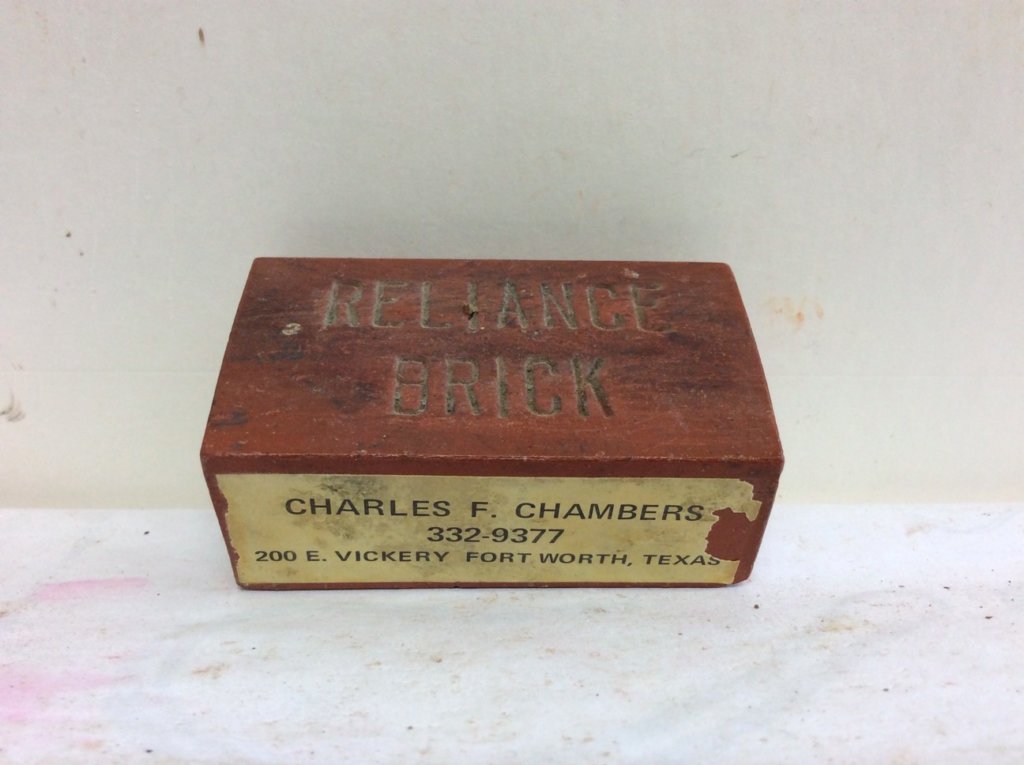 RELIANCE
BRICK
CHARLES F. CHAMBERS
332-9377
200 E. VICKERY FORT WORTH, TEXAS